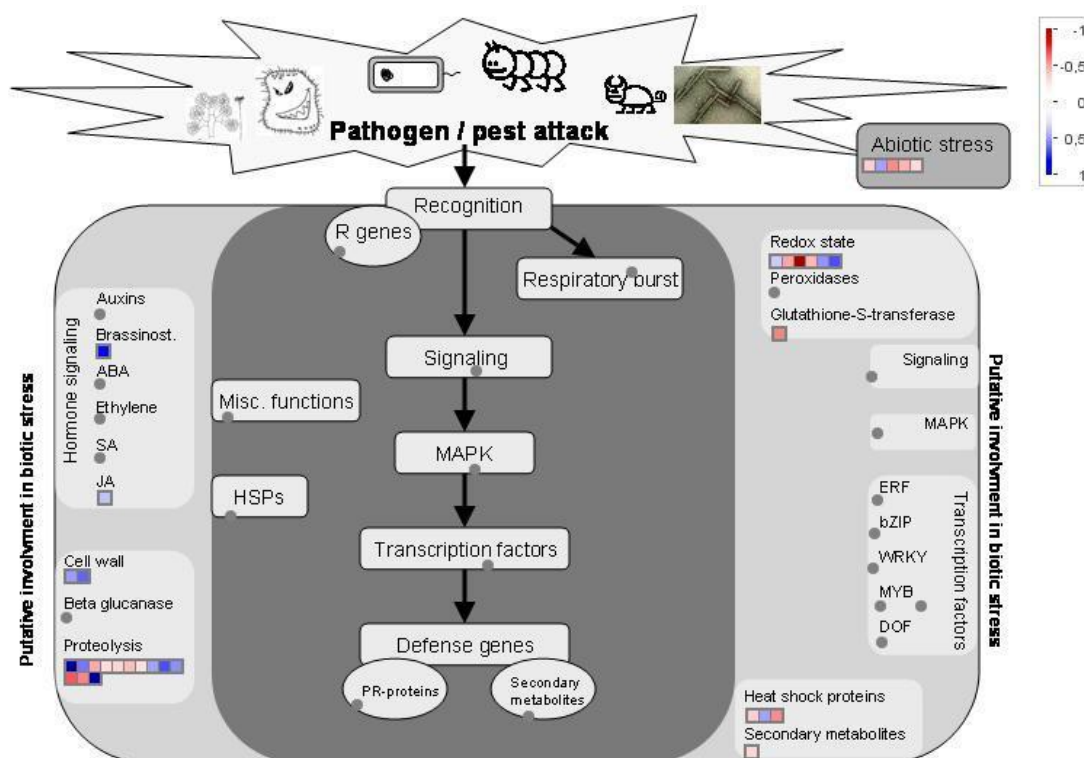 -1
-0,5
0
0,5
1
Pathogen / pest attack
Abiotic stress
Recognition
R genes
Respiratory burst
Redox state
Peroxidases
Glutathione-S-transferase
Hormone signaling
Auxins
Brassinost.
ABA
Ethylene
SA
JA
Signaling
Misc. functions
MAPK
HSPs
Transcription factors
Defense genes
PR-proteins
Secondary
metabolites
Cell wall
Beta glucanase
Proteolysis
Putative involvment in biotic stress
Signaling
MAPK
ERF
bZIP
WRKY
MYB
DOF
Transcription factors
Putative involvment in biotic stress
Heat shock proteins
Secondary metabolites